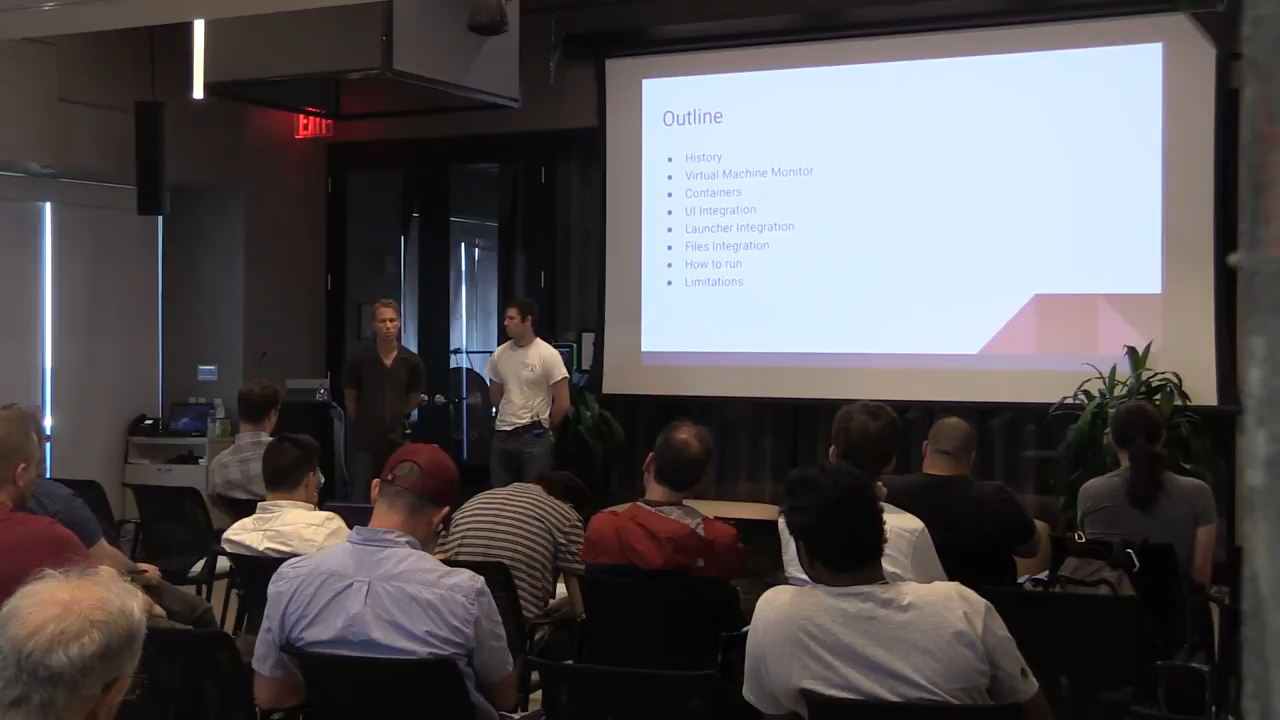 EXIT
Outline
History
Virtual Machine Monitor
Containers
UI Integration
Launcher Integration
Files Integration
How to run
Limitations